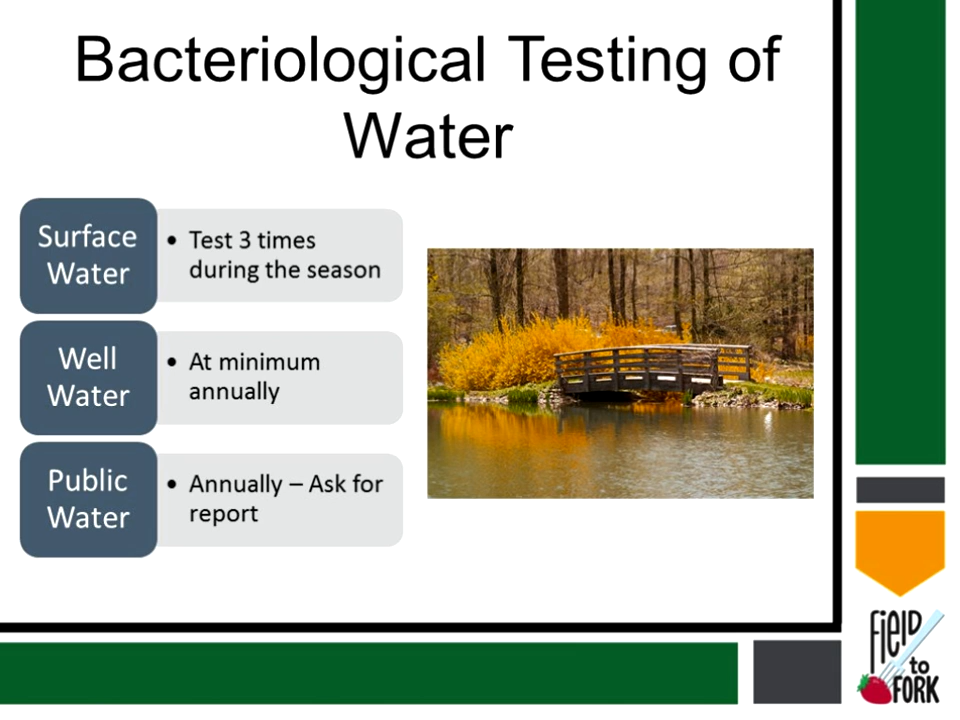 Bacteriological Testing of
Water
Surface
Water
• Test 3 times
during the season
Well
Water
• At minimum
annually
Public
Water
• Annually – Ask for
report
FiELD
to
FORK